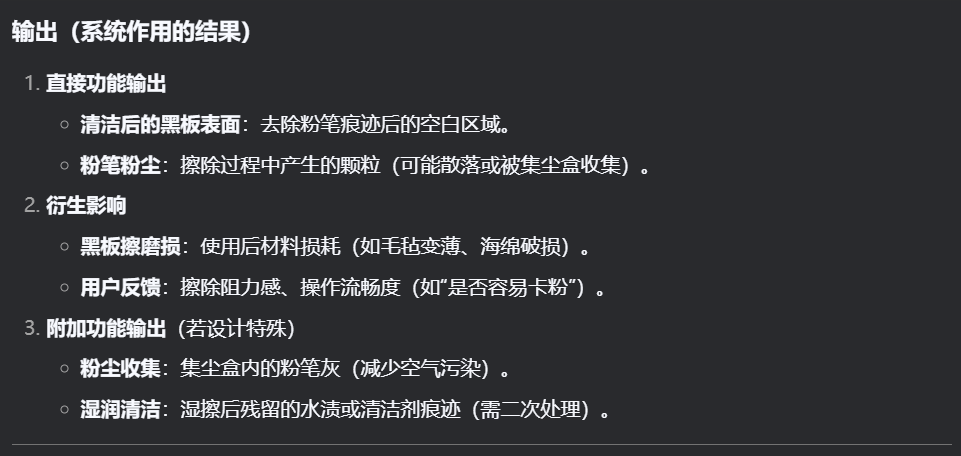 输出（系统作用的结果）
1. 直接功能输出
○ 清洁后的黑板表面：去除粉笔痕迹后的空白区域。
○ 粉笔粉尘：擦除过程中产生的颗粒（可能散落或被集尘盒收集）。
2. 衍生影响
○ 黑板擦磨损：使用后材料损耗（如毛毡变薄、海绵破损）。
○ 用户反馈：擦除阻力感、操作流畅度（如“是否容易卡粉”）。
3. 附加功能输出（若设计特殊）
○ 粉尘收集：集尘盒内的粉笔灰（减少空气污染）。
○ 湿润清洁：湿擦后残留的水渍或清洁剂痕迹（需二次处理）。